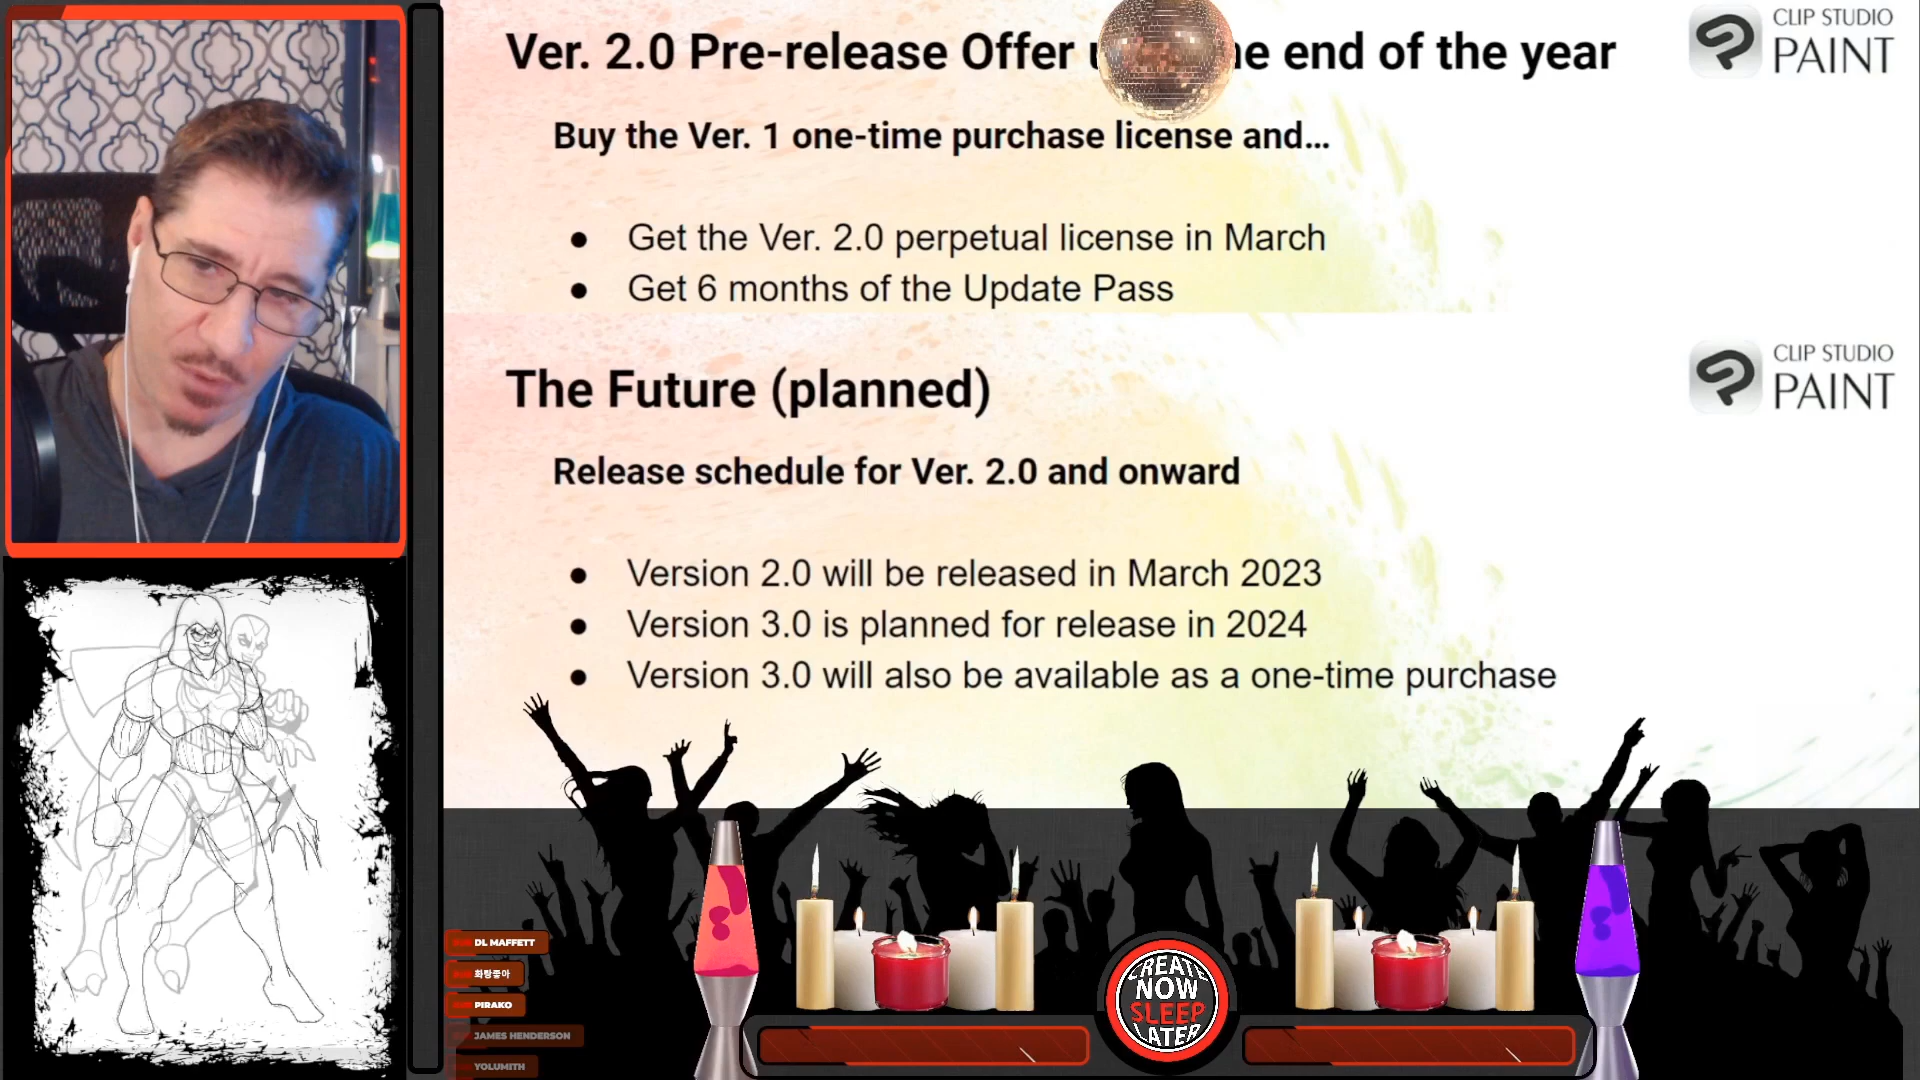 Ver. 2.0 Pre-release Offer end of the year
CLIP STUDIO
PAINT
Buy the Ver. 1 one-time purchase license and...
● Get the Ver. 2.0 perpetual license in March
● Get 6 months of the Update Pass
The Future (planned)
CLIP STUDIO
PAINT
Release schedule for Ver. 2.0 and onward
● Version 2.0 will be released in March 2023
● Version 3.0 is planned for release in 2024
● Version 3.0 will also be available as a one-time purchase
DL MAFFETT
화랑좋아
PIRAKO
JAMES HENDERSON
YOLUMITH
CREATE
NOW
SLEEP
LATER